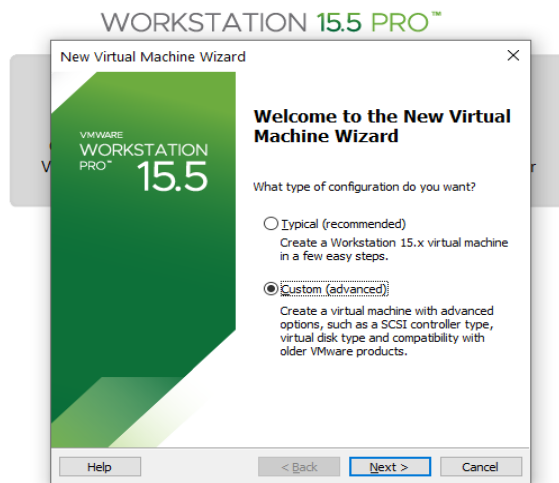 WORKSTATION 15.5 PRO™
New Virtual Machine Wizard
VMWARE
WORKSTATION
PRO™ 15.5
Welcome to the New Virtual
Machine Wizard
What type of configuration do you want?
Typical (recommended)
Create a Workstation 15.x virtual machine
in a few easy steps.
Custom (advanced)
Create a virtual machine with advanced
options, such as a SCSI controller type,
virtual disk type and compatibility with
older VMware products.
Help
< Back
Next >
Cancel